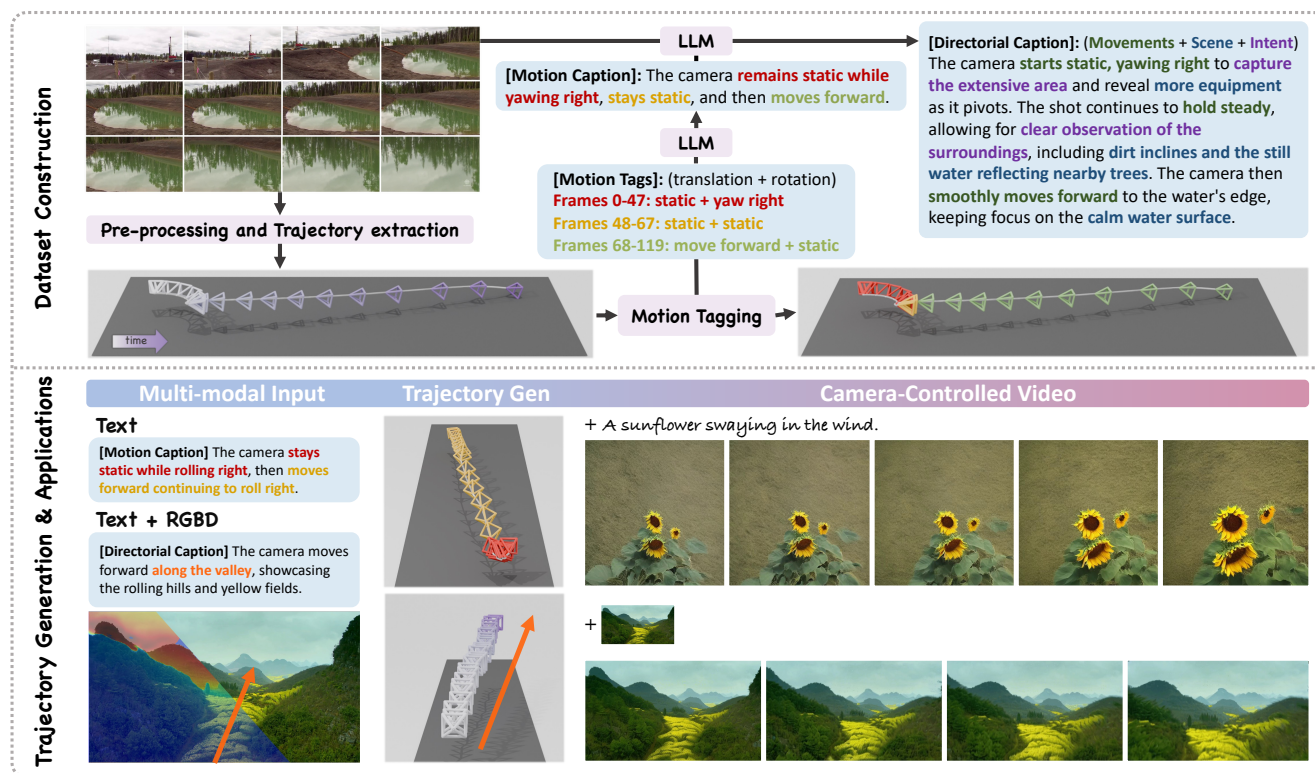 Dataset Construction
LLM
[Motion Caption]: The camera remains static while
yawing right, stays static, and then moves forward.
LLM
[Motion Tags]: (translation + rotation)
Frames 0-47: static + yaw right
Frames 48-67: static + static
Frames 68-119: move forward + static
[Directorial Caption]: (Movements + Scene + Intent)
The camera starts static, yawing right to capture
the extensive area and reveal more equipment
as it pivots. The shot continues to hold steady,
allowing for clear observation of the
surroundings, including dirt inclines and the still
water reflecting nearby trees. The camera then
smoothly moves forward to the water's edge,
keeping focus on the calm water surface.
Pre-processing and Trajectory extraction
time
Motion Tagging
Trajectory Generation & Applications
Multi-modal Input
Trajectory Gen
Camera-Controlled Video
Text
[Motion Caption] The camera stays
static while rolling right, then moves
forward continuing to roll right.
Text + RGBD
[Directorial Caption] The camera moves
forward along the valley, showcasing
the rolling hills and yellow fields.
+ A sunflower swaying in the wind.
+